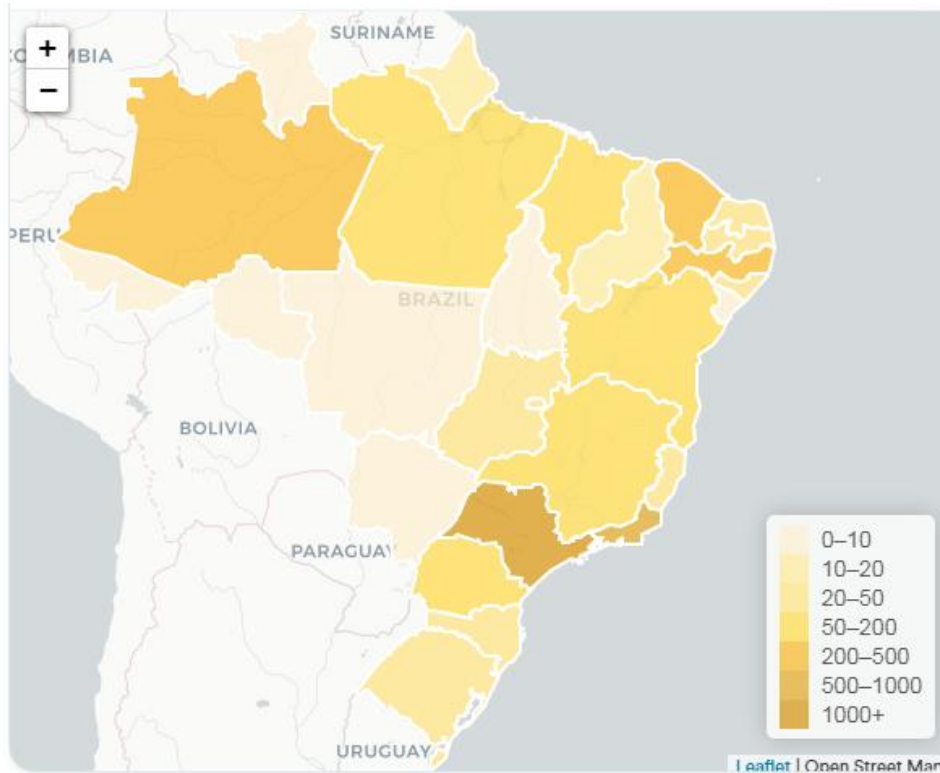 +
SURINAME
COLOMBIA
−
PERU
BRAZIL
BOLIVIA
PARAGUAY
0–10
10–20
20–50
50–200
200–500
500–1000
1000+
URUGUAY
Leaflet | Open Street Map